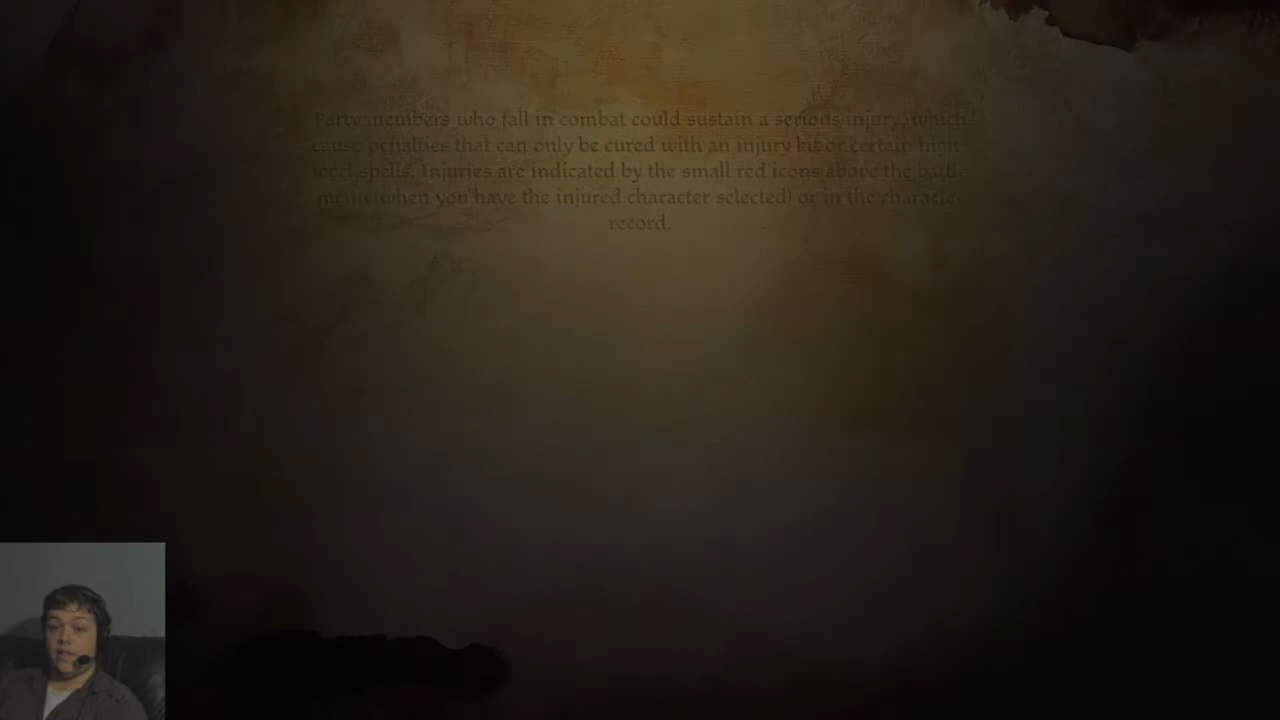 Party members who fall in combat could sustain a serious injury, which
cause penalties that can only be cured with an injury kit or certain high-
level spells. Injuries are indicated by the small red icons above the battle
menu (when you have the injured character selected) or in the character
record.